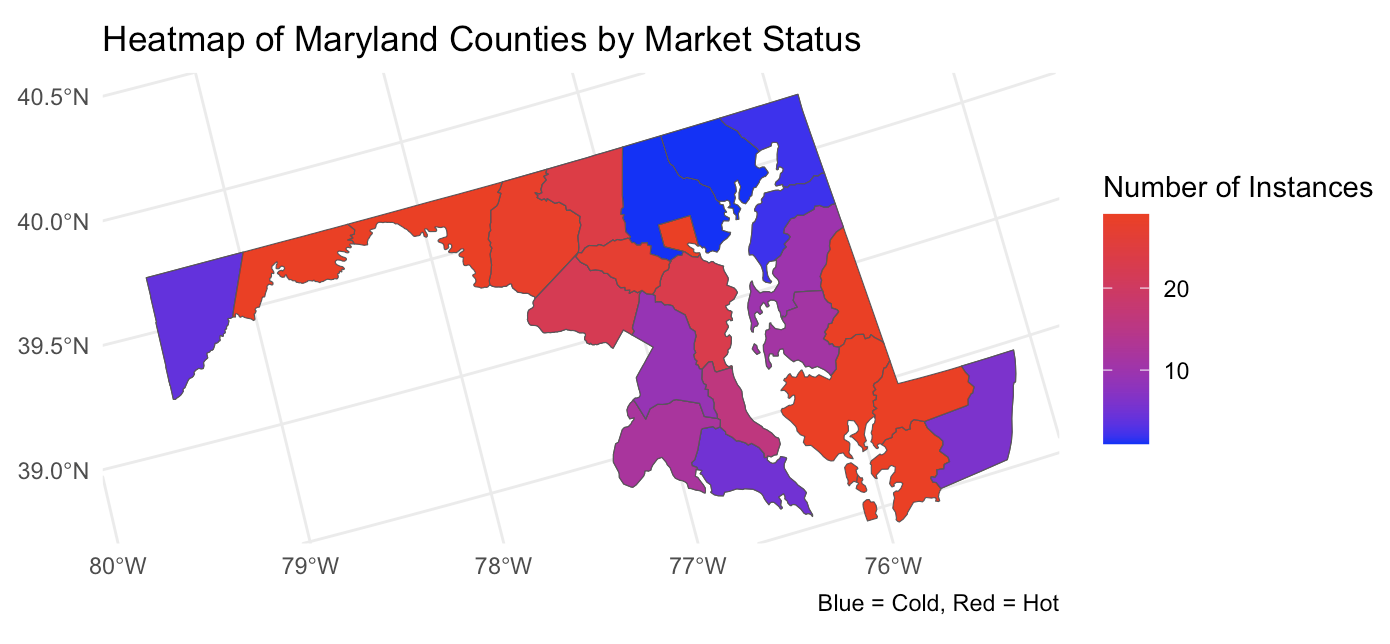 Heatmap of Maryland Counties by Market Status
40.5°N
40.0°N
39.5°N
39.0°N
80°W
79°W
78°W
77°W
76°W
Number of Instances
20
10
Blue = Cold, Red = Hot